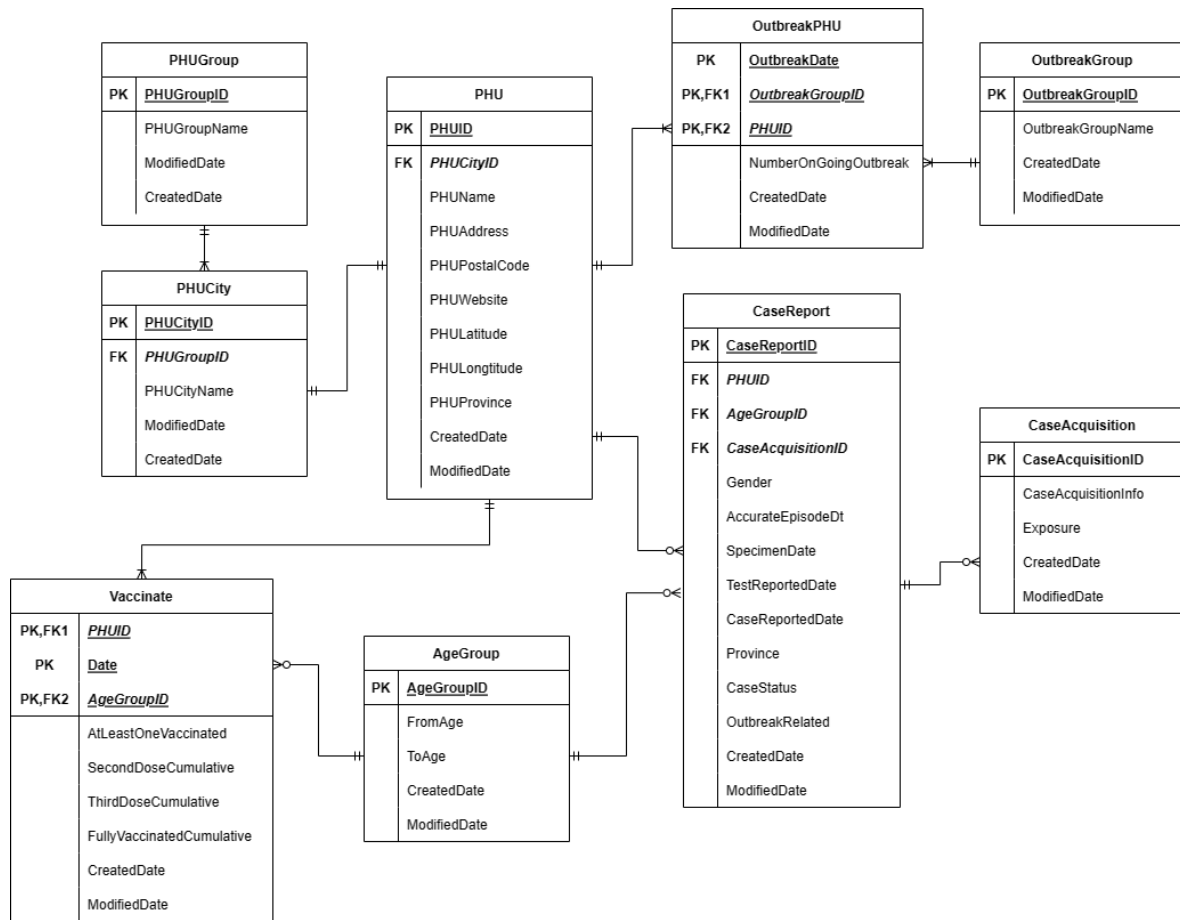 PHUGroup
PK PHUGroupID
PHUGroupName
ModifiedDate
CreatedDate
PHUCity
PK PHUCityID
FK PHUGroupID
PHUCityName
ModifiedDate
CreatedDate
PHU
PK PHUID
FK PHUCityID
PHUName
PHUAddress
PHUPostalCode
PHUWebsite
PHULatitude
PHULongtitude
PHUProvince
CreatedDate
ModifiedDate
OutbreakPHU
PK OutbreakDate
PK,FK1 OutbreakGroupID
PK,FK2 PHUID
NumberOnGoingOutbreak
CreatedDate
ModifiedDate
OutbreakGroup
PK OutbreakGroupID
OutbreakGroupName
CreatedDate
ModifiedDate
CaseReport
PK CaseReportID
FK PHUID
FK AgeGroupID
FK CaseAcquisitionID
Gender
AccurateEpisodeDt
SpecimenDate
TestReportedDate
CaseReportedDate
Province
CaseStatus
OutbreakRelated
CreatedDate
ModifiedDate
CaseAcquisition
PK CaseAcquisitionID
CaseAcquisitionInfo
Exposure
CreatedDate
ModifiedDate
Vaccinate
PK,FK1 PHUID
PK Date
PK,FK2 AgeGroupID
AtLeastOneVaccinated
SecondDoseCumulative
ThirdDoseCumulative
FullyVaccinatedCumulative
CreatedDate
ModifiedDate
AgeGroup
PK AgeGroupID
FromAge
ToAge
CreatedDate
ModifiedDate